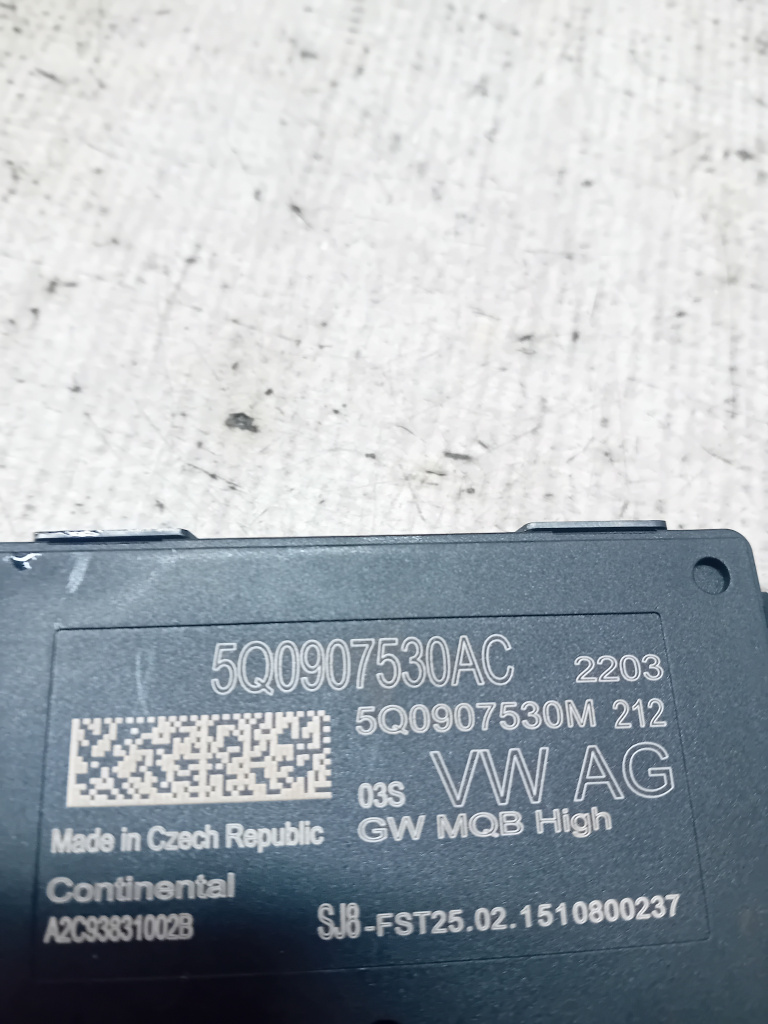 5Q0907530AC 2203
5Q0907530M 212
03S VW AG
GW MQB High
Made in Czech Republic
Continental
A2C93831002B SJ8-FST25.02.1510800237